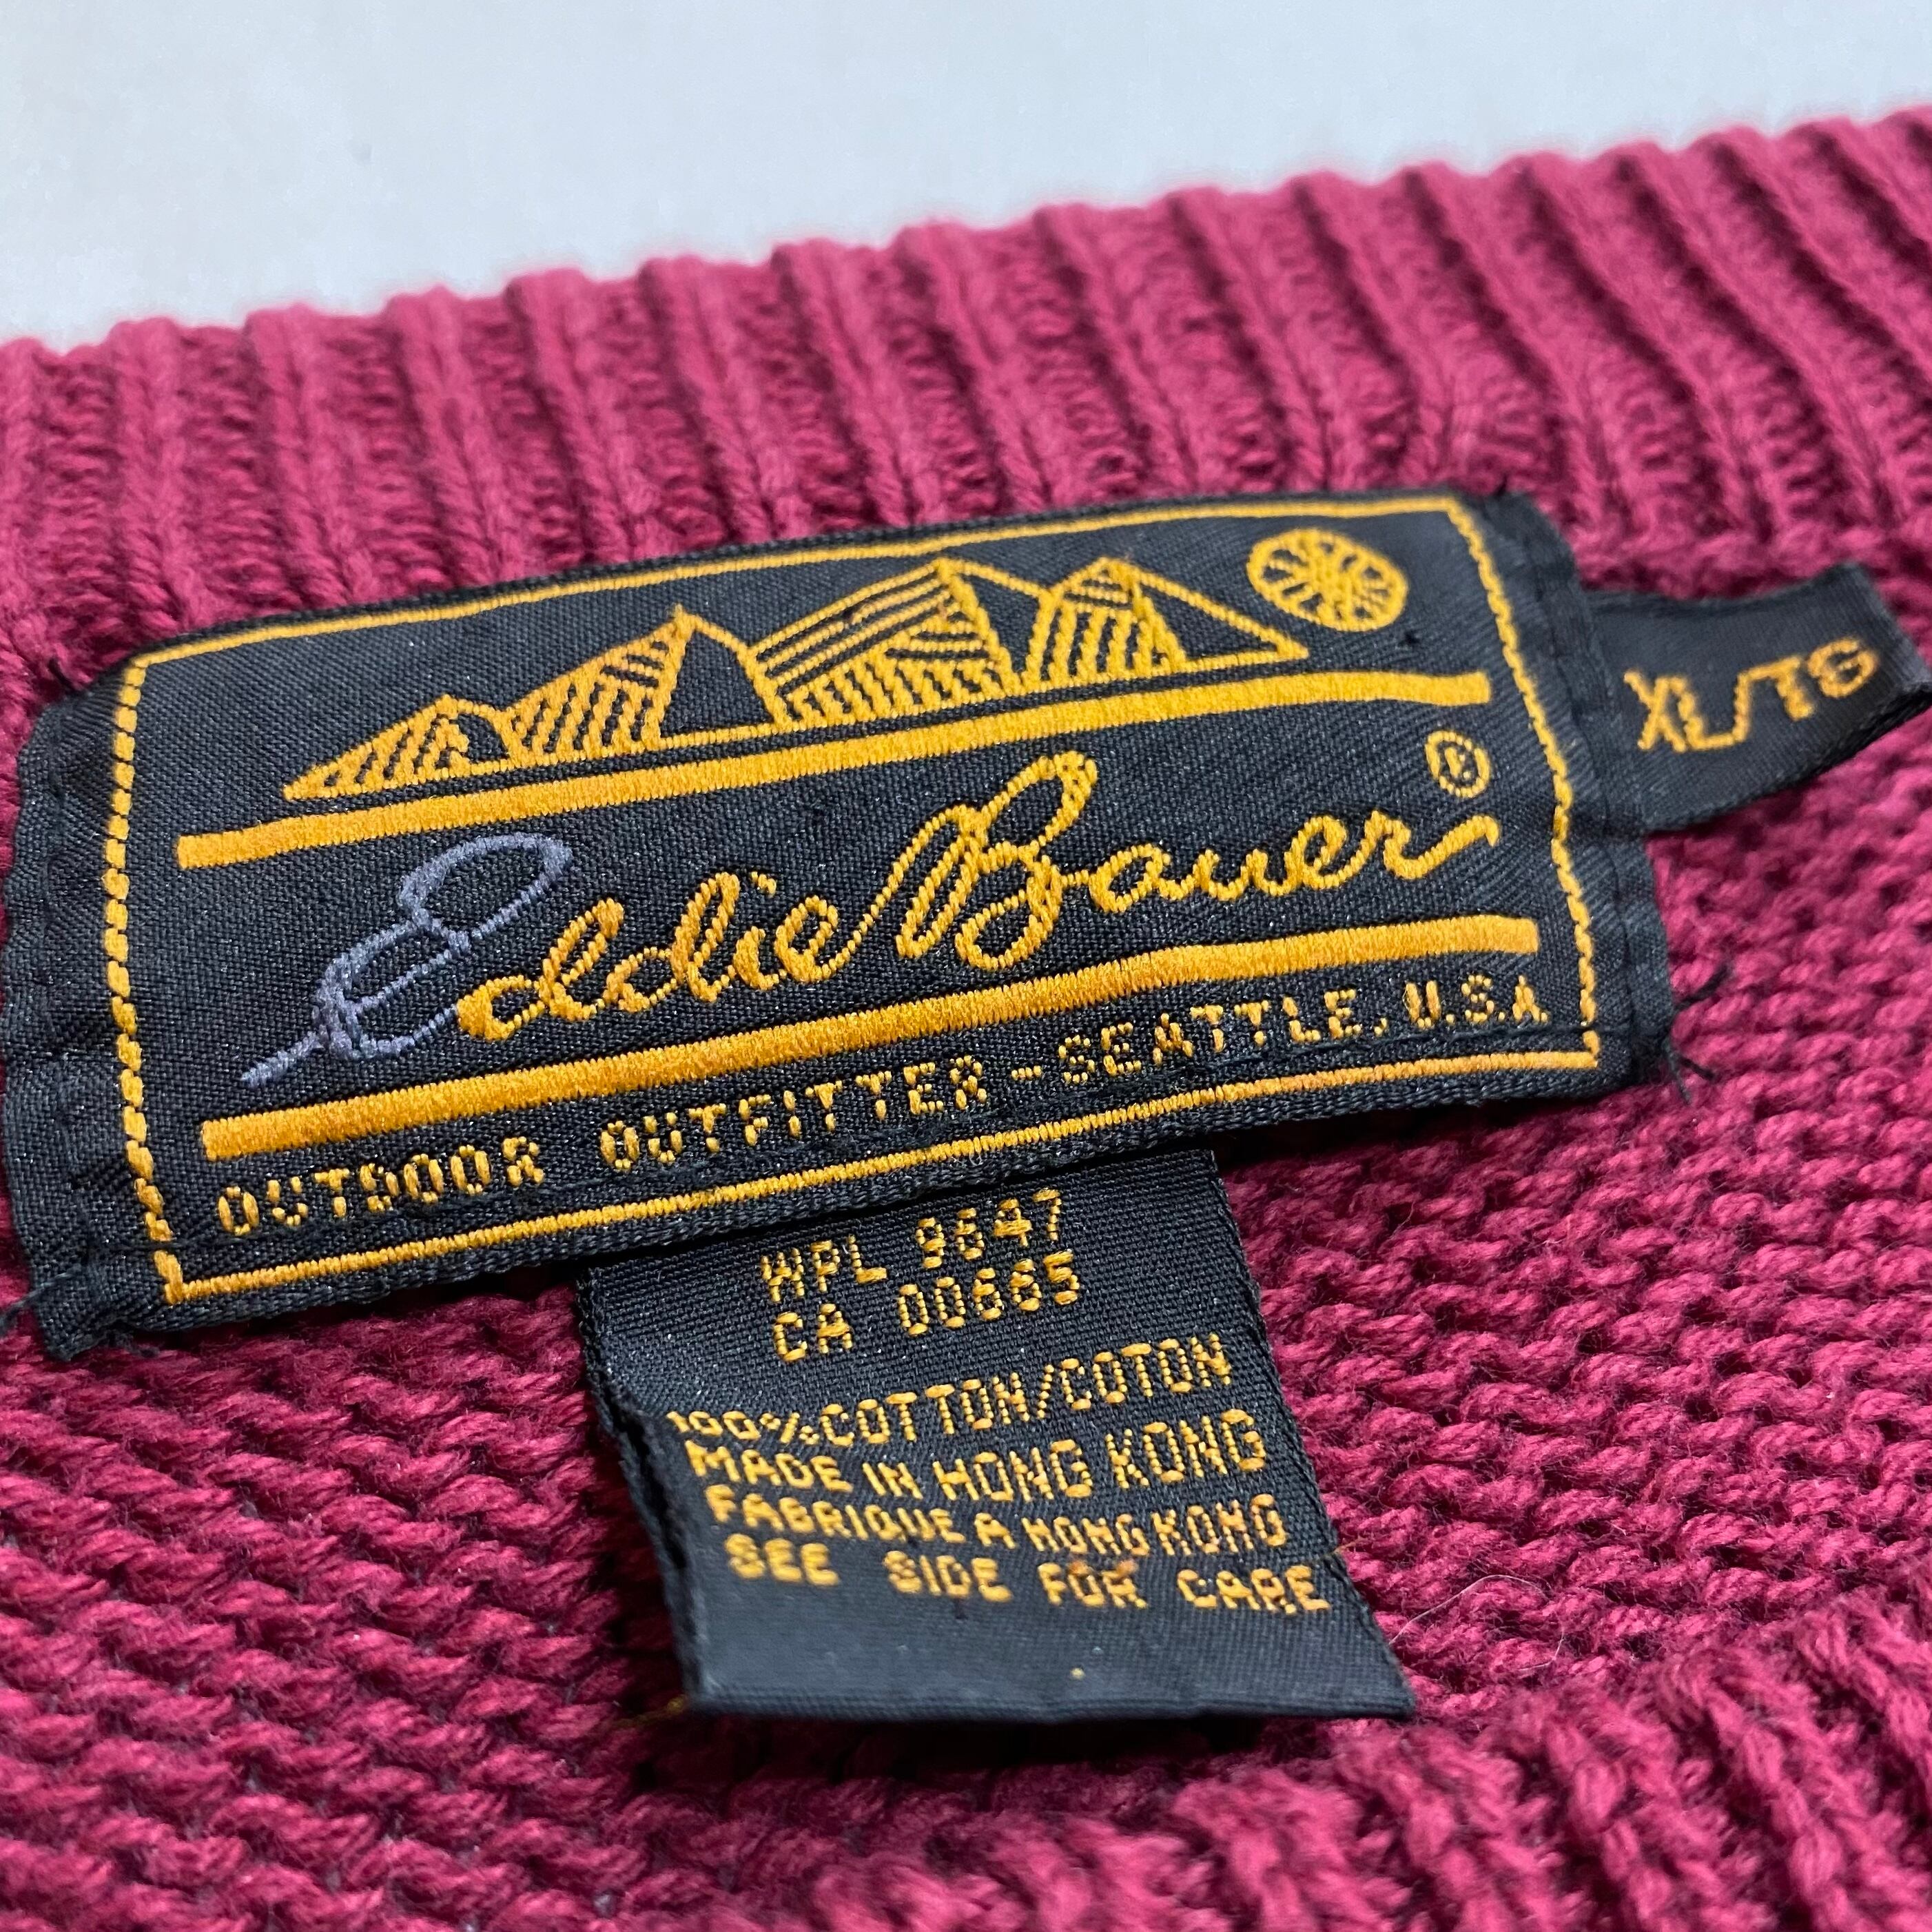 XL/TG
Eddie Bauer®
OUTDOOR OUTFITTER - SEATTLE, U.S.A
WPL 9647
CA 00665
100% COTTON/COTON
MADE IN HONG KONG
FABRIQUE A HONG KONG
SEE SIDE FOR CARE